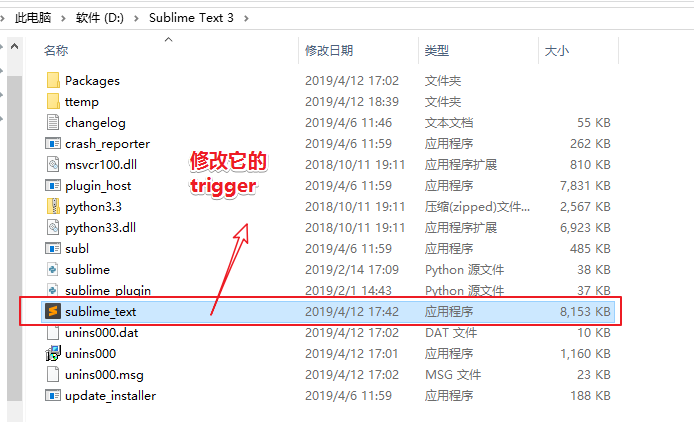 此电脑 > 软件 (D:) > Sublime Text 3 >
名称 修改日期 类型 大小
Packages 2019/4/12 17:02 文件夹
ttemp 2019/4/12 18:39 文件夹
changelog 2019/4/6 11:46 文本文档 55 KB
crash_reporter 2019/4/6 11:59 应用程序 262 KB
msvcr100.dll 2018/10/11 19:11 应用程序扩展 810 KB
plugin_host 2019/4/6 11:59 应用程序 7,831 KB
python3.3 2018/10/11 19:11 压缩(zipped)文件... 2,567 KB
python33.dll 2018/10/11 19:11 应用程序扩展 6,923 KB
subl 2019/4/6 11:59 应用程序 485 KB
sublime 2019/2/14 17:09 Python 源文件 38 KB
sublime_plugin 2019/2/1 14:43 Python 源文件 37 KB
sublime_text 2019/4/12 17:42 应用程序 8,153 KB
unins000.dat 2019/4/12 17:02 DAT 文件 10 KB
unins000 2019/4/12 17:01 应用程序 1,160 KB
unins000.msg 2019/4/12 17:02 MSG 文件 23 KB
update_installer 2019/4/6 11:59 应用程序 188 KB
修改它的
trigger